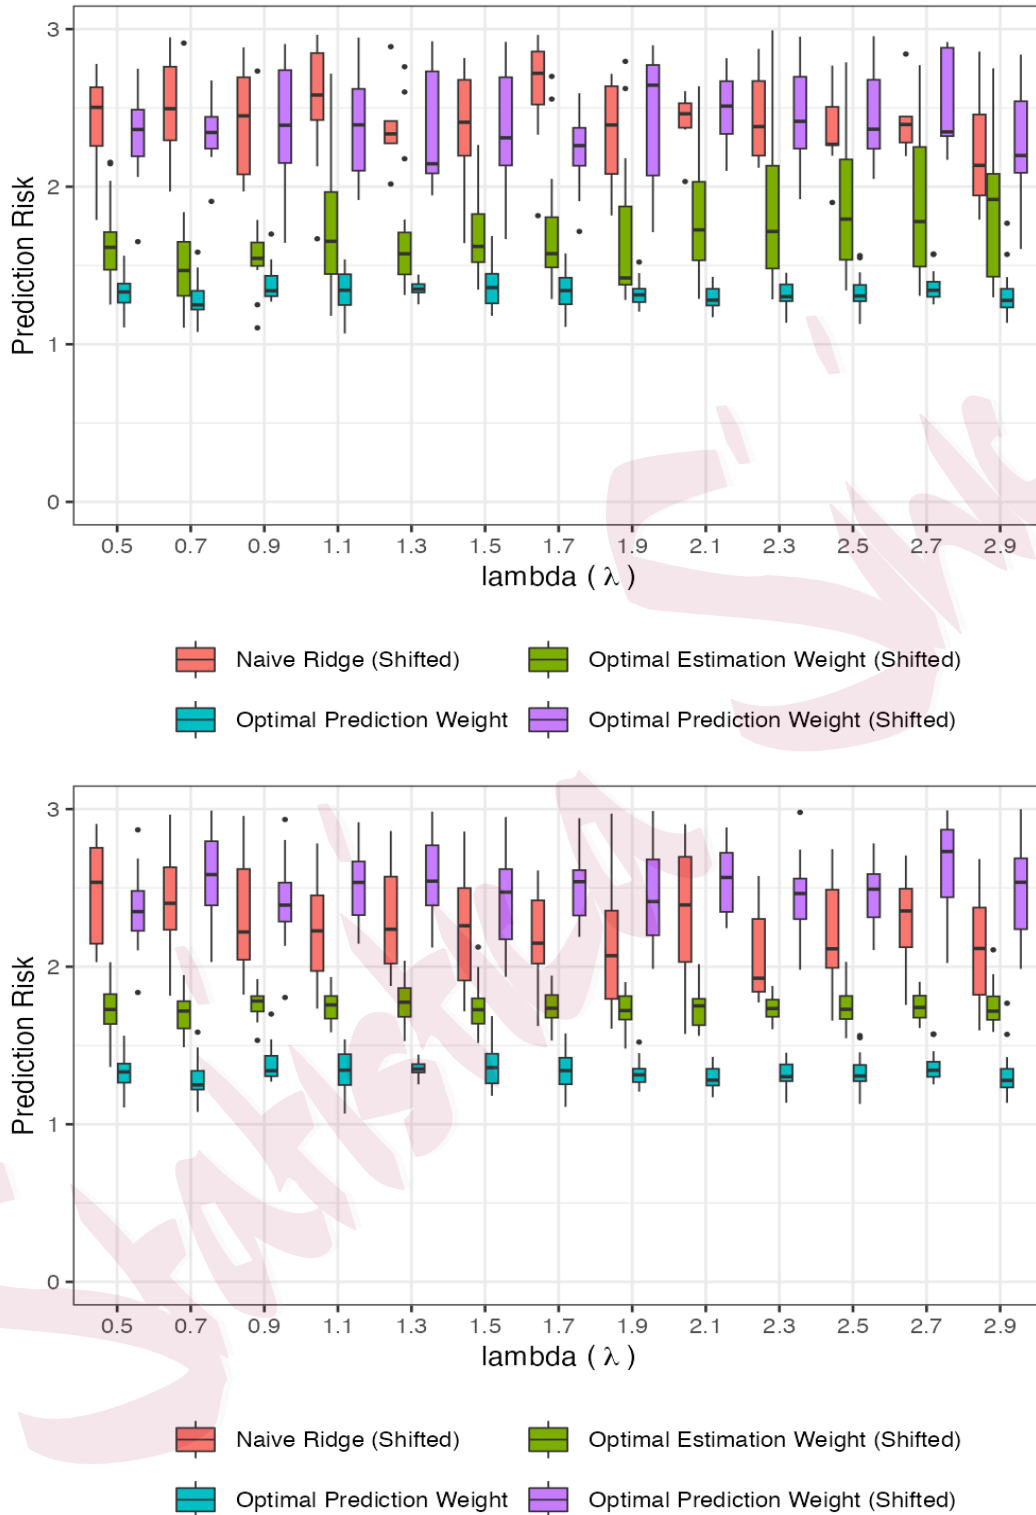 3
2
1
0
Prediction Risk
0.5 0.7 0.9 1.1 1.3 1.5 1.7 1.9 2.1 2.3 2.5 2.7 2.9
lambda ( λ )
Naive Ridge (Shifted) Optimal Estimation Weight (Shifted)
Optimal Prediction Weight Optimal Prediction Weight (Shifted)
3
2
1
0
Prediction Risk
0.5 0.7 0.9 1.1 1.3 1.5 1.7 1.9 2.1 2.3 2.5 2.7 2.9
lambda ( λ )
Naive Ridge (Shifted) Optimal Estimation Weight (Shifted)
Optimal Prediction Weight Optimal Prediction Weight (Shifted)